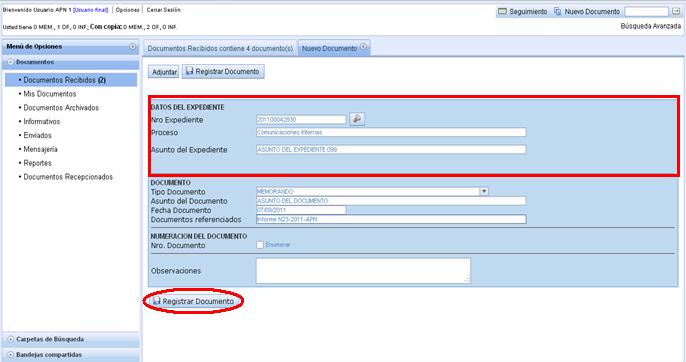 Bienvenido Usuario APN 1 [Usuario final] | Opciones | Cerrar Sesión
Seguimiento Nuevo Documento
Usted tiene 0 MEM., 1 OF., 0 INF. Con copia: 0 MEM., 2 OF., 0 INF.
Búsqueda Avanzada
Menú de Opciones
Documentos
Documentos Recibidos (2)
Mis Documentos
Documentos Archivados
Informativos
Enviados
Mensajería
Reportes
Documentos Recepcionados
Carpetas de Búsqueda
Bandejas compartidas
Documentos Recibidos contiene 4 documento(s) Nuevo Documento
Adjuntar Registrar Documento
DATOS DEL EXPEDIENTE
Nro Expediente 201100042830
Proceso Comunicaciones Internas
Asunto del Expediente ASUNTO DEL EXPEDIENTE 099
DOCUMENTO
Tipo Documento MEMORANDO
Asunto del Documento ASUNTO DEL DOCUMENTO
Fecha Documento 07/09/2011
Documentos referenciados Informe N23-2011-APN
NUMERACION DEL DOCUMENTO
Nro. Documento Enumerar
Observaciones
Registrar Documento